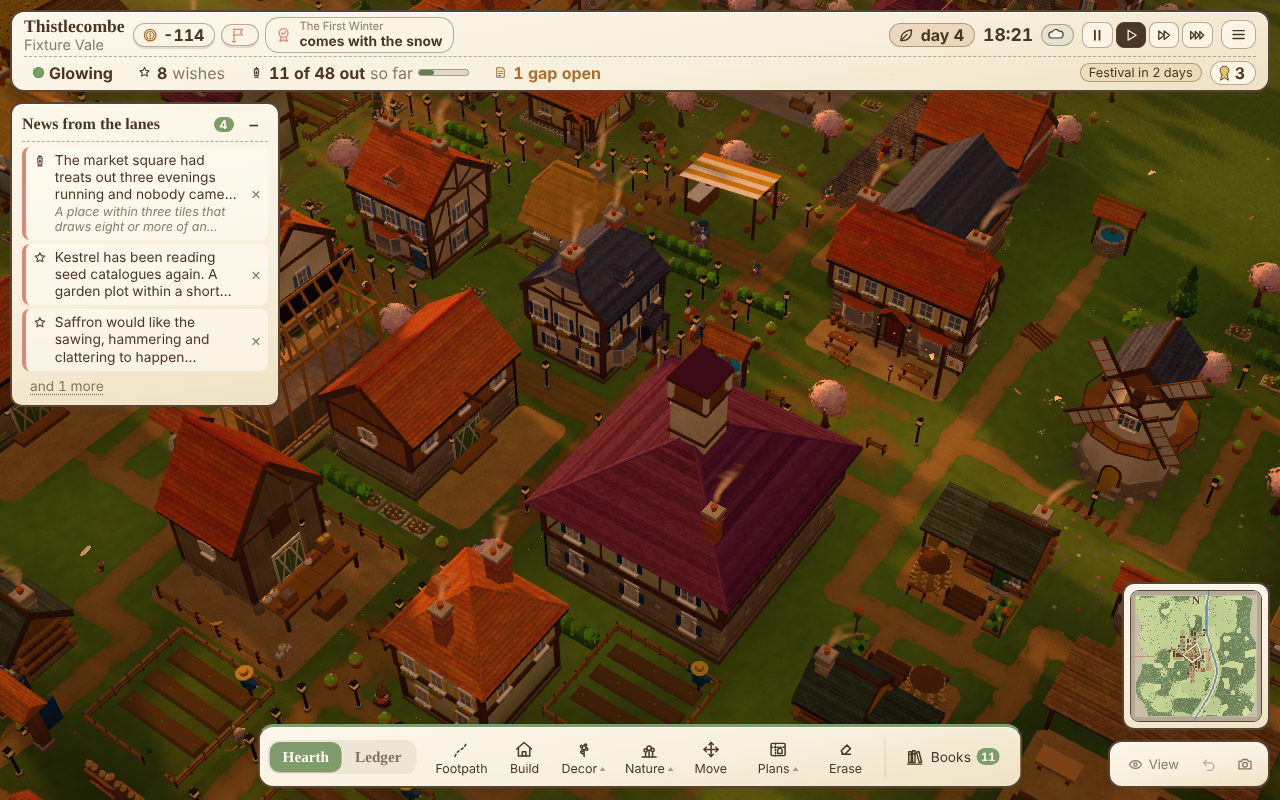 Thistlecombe
Fixture Vale
-114
The First Winter
comes with the snow
day 4
18:21
Glowing
8 wishes
11 of 48 out so far
1 gap open
Festival in 2 days
3
News from the lanes
4
The market square had
treats out three evenings
running and nobody came...
A place within three tiles that
draws eight or more of an...
Kestrel has been reading
seed catalogues again. A
garden plot within a short...
Saffron would like the
sawing, hammering and
clattering to happen...
and 1 more
N
Hearth
Ledger
Footpath
Build
Decor
Nature
Move
Plans
Erase
Books 11
View